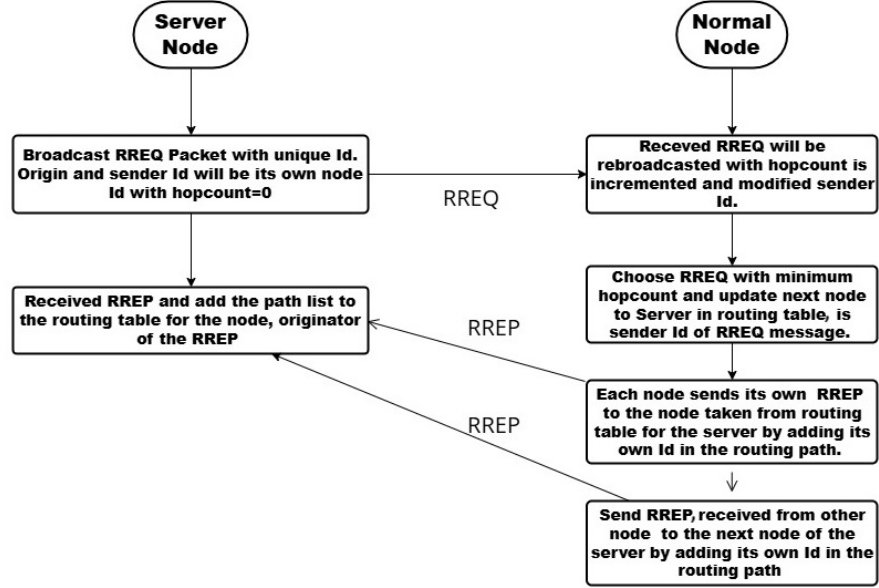 Server
Node
Normal
Node
Broadcast RREQ Packet with unique Id.
Origin and sender Id will be its own node
Id with hopcount=0
RREQ
Receved RREQ will be
rebroadcasted with hopcount is
incremented and modified sender
Id.
Received RREP and add the path list to
the routing table for the node, originator
of the RREP
RREP
Choose RREQ with minimum
hopcount and update next node
to Server in routing table, is
sender Id of RREQ message.
RREP
Each node sends its own RREP
to the node taken from routing
table for the server by adding its
own Id in the routing path.
Send RREP, received from other
node to the next node of the
server by adding its own Id in the
routing path